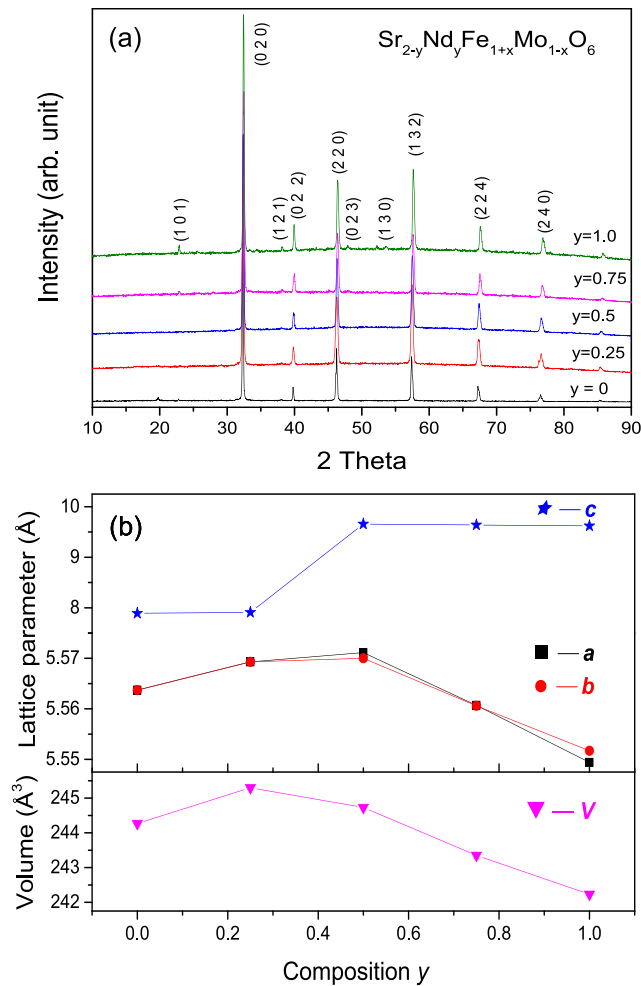 (a)
Sr2-yNdyFe1+xMo1-xO6
Intensity (arb. unit)
(1 0 1)
(0 2 0)
(1 2 1)
(0 2 2)
(2 2 0)
(0 2 3)
(1 3 0)
(1 3 2)
(2 2 4)
(2 4 0)
y=1.0
y=0.75
y=0.5
y=0.25
y = 0
10 20 30 40 50 60 70 80 90
2 Theta
(b)
Lattice parameter (Å)
10
9
8
5.57
5.56
5.55
c
a
b
Volume (Å3)
245
244
243
242
V
0.0 0.2 0.4 0.6 0.8 1.0
Composition y